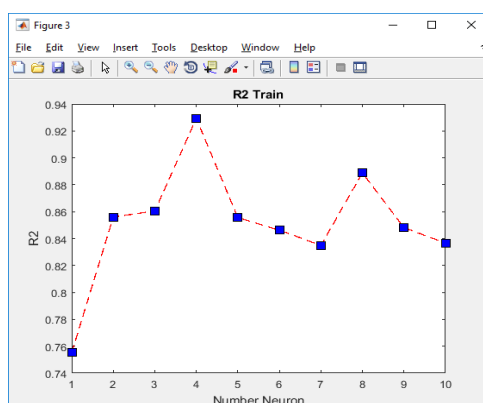 Figure 3
File Edit View Insert Tools Desktop Window Help
R2 Train
0.94
0.92
0.9
0.88
0.86
0.84
0.82
0.8
0.78
0.76
0.74
R2
1 2 3 4 5 6 7 8 9 10
Number Neuron